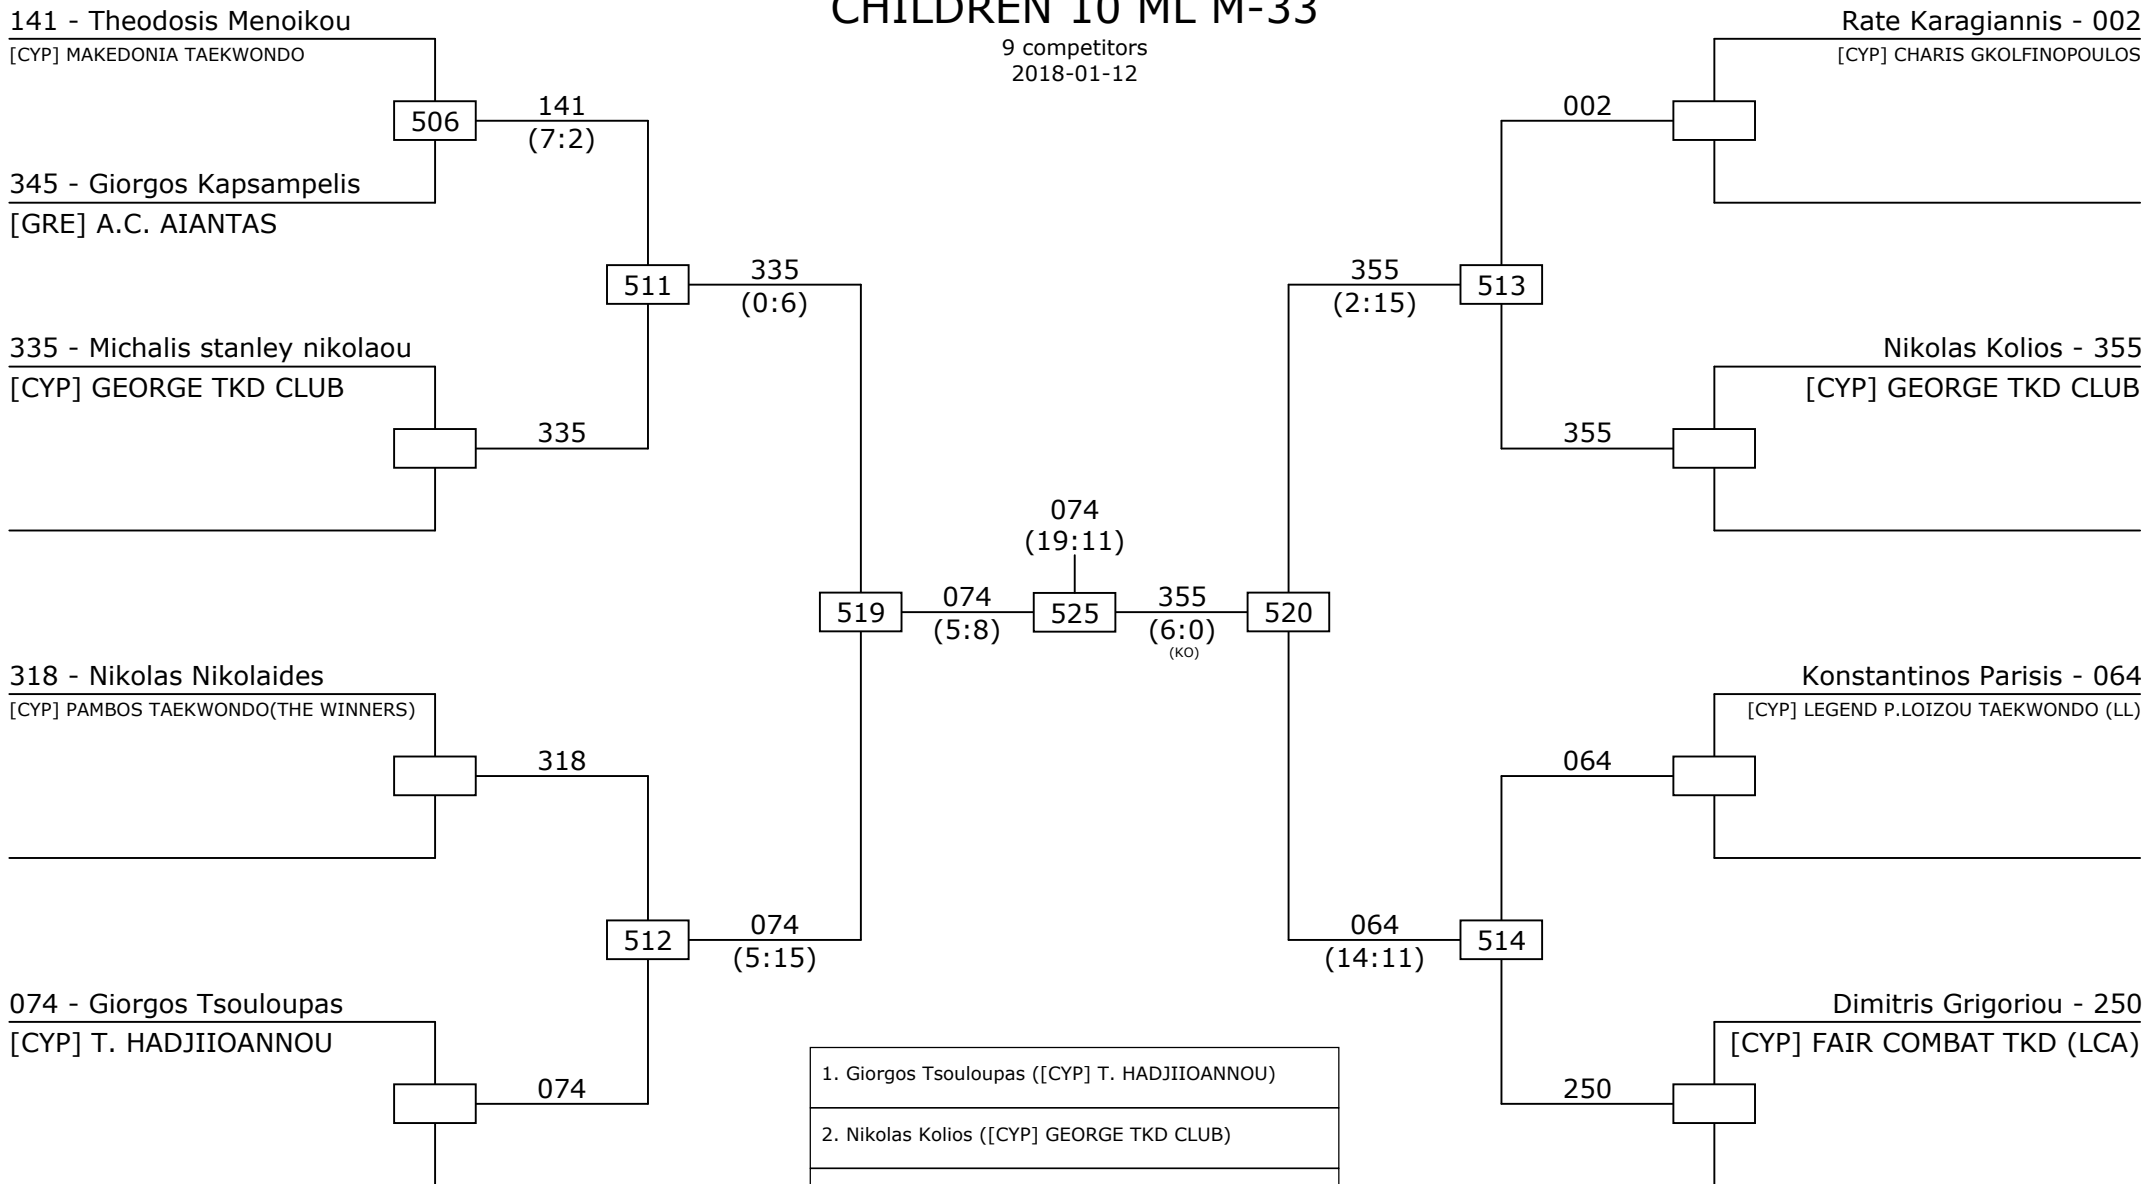 CHILDREN 10 ML M-33
9 competitors
2018-01-12
141 - Theodosis Menoikou
[CYP] MAKEDONIA TAEKWONDO
506
141
(7:2)
345 - Giorgos Kapsampelis
[GRE] A.C. AIANTAS
511
335
(0:6)
335 - Michalis stanley nikolaou
[CYP] GEORGE TKD CLUB
335
318 - Nikolas Nikolaides
[CYP] PAMBOS TAEKWONDO(THE WINNERS)
318
512
074
(5:15)
074 - Giorgos Tsouloupas
[CYP] T. HADJIIOANNOU
074
519
074
(5:8)
074
(19:11)
525
355
(6:0)
(KO)
520
Rate Karagiannis - 002
[CYP] CHARIS GKOLFINOPOULOS
002
355
(2:15)
513
Nikolas Kolios - 355
[CYP] GEORGE TKD CLUB
355
Konstantinos Parisis - 064
[CYP] LEGEND P.LOIZOU TAEKWONDO (LL)
064
064
(14:11)
514
Dimitris Grigoriou - 250
[CYP] FAIR COMBAT TKD (LCA)
250
1. Giorgos Tsouloupas ([CYP] T. HADJIIOANNOU)
2. Nikolas Kolios ([CYP] GEORGE TKD CLUB)